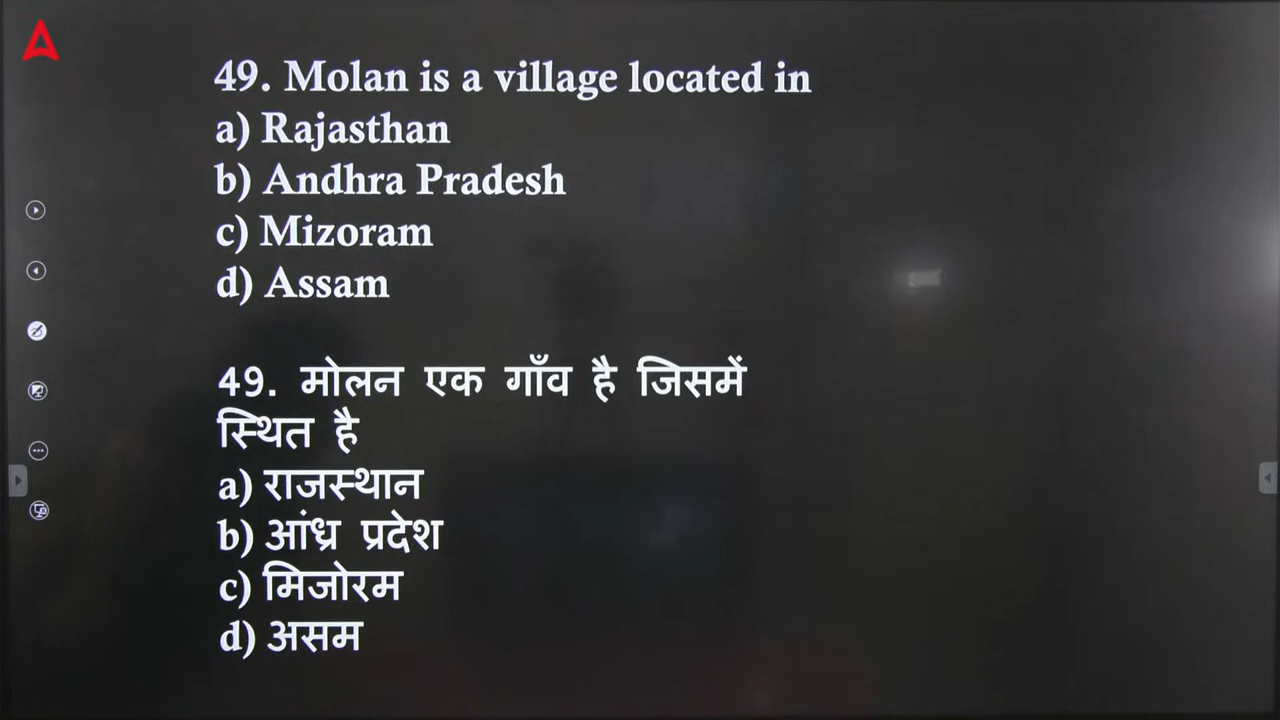 49. Molan is a village located in
a) Rajasthan
b) Andhra Pradesh
c) Mizoram
d) Assam
49. मोलन एक गाँव है जिसमें
स्थित है
a) राजस्थान
b) आंध्र प्रदेश
c) मिजोरम
d) असम